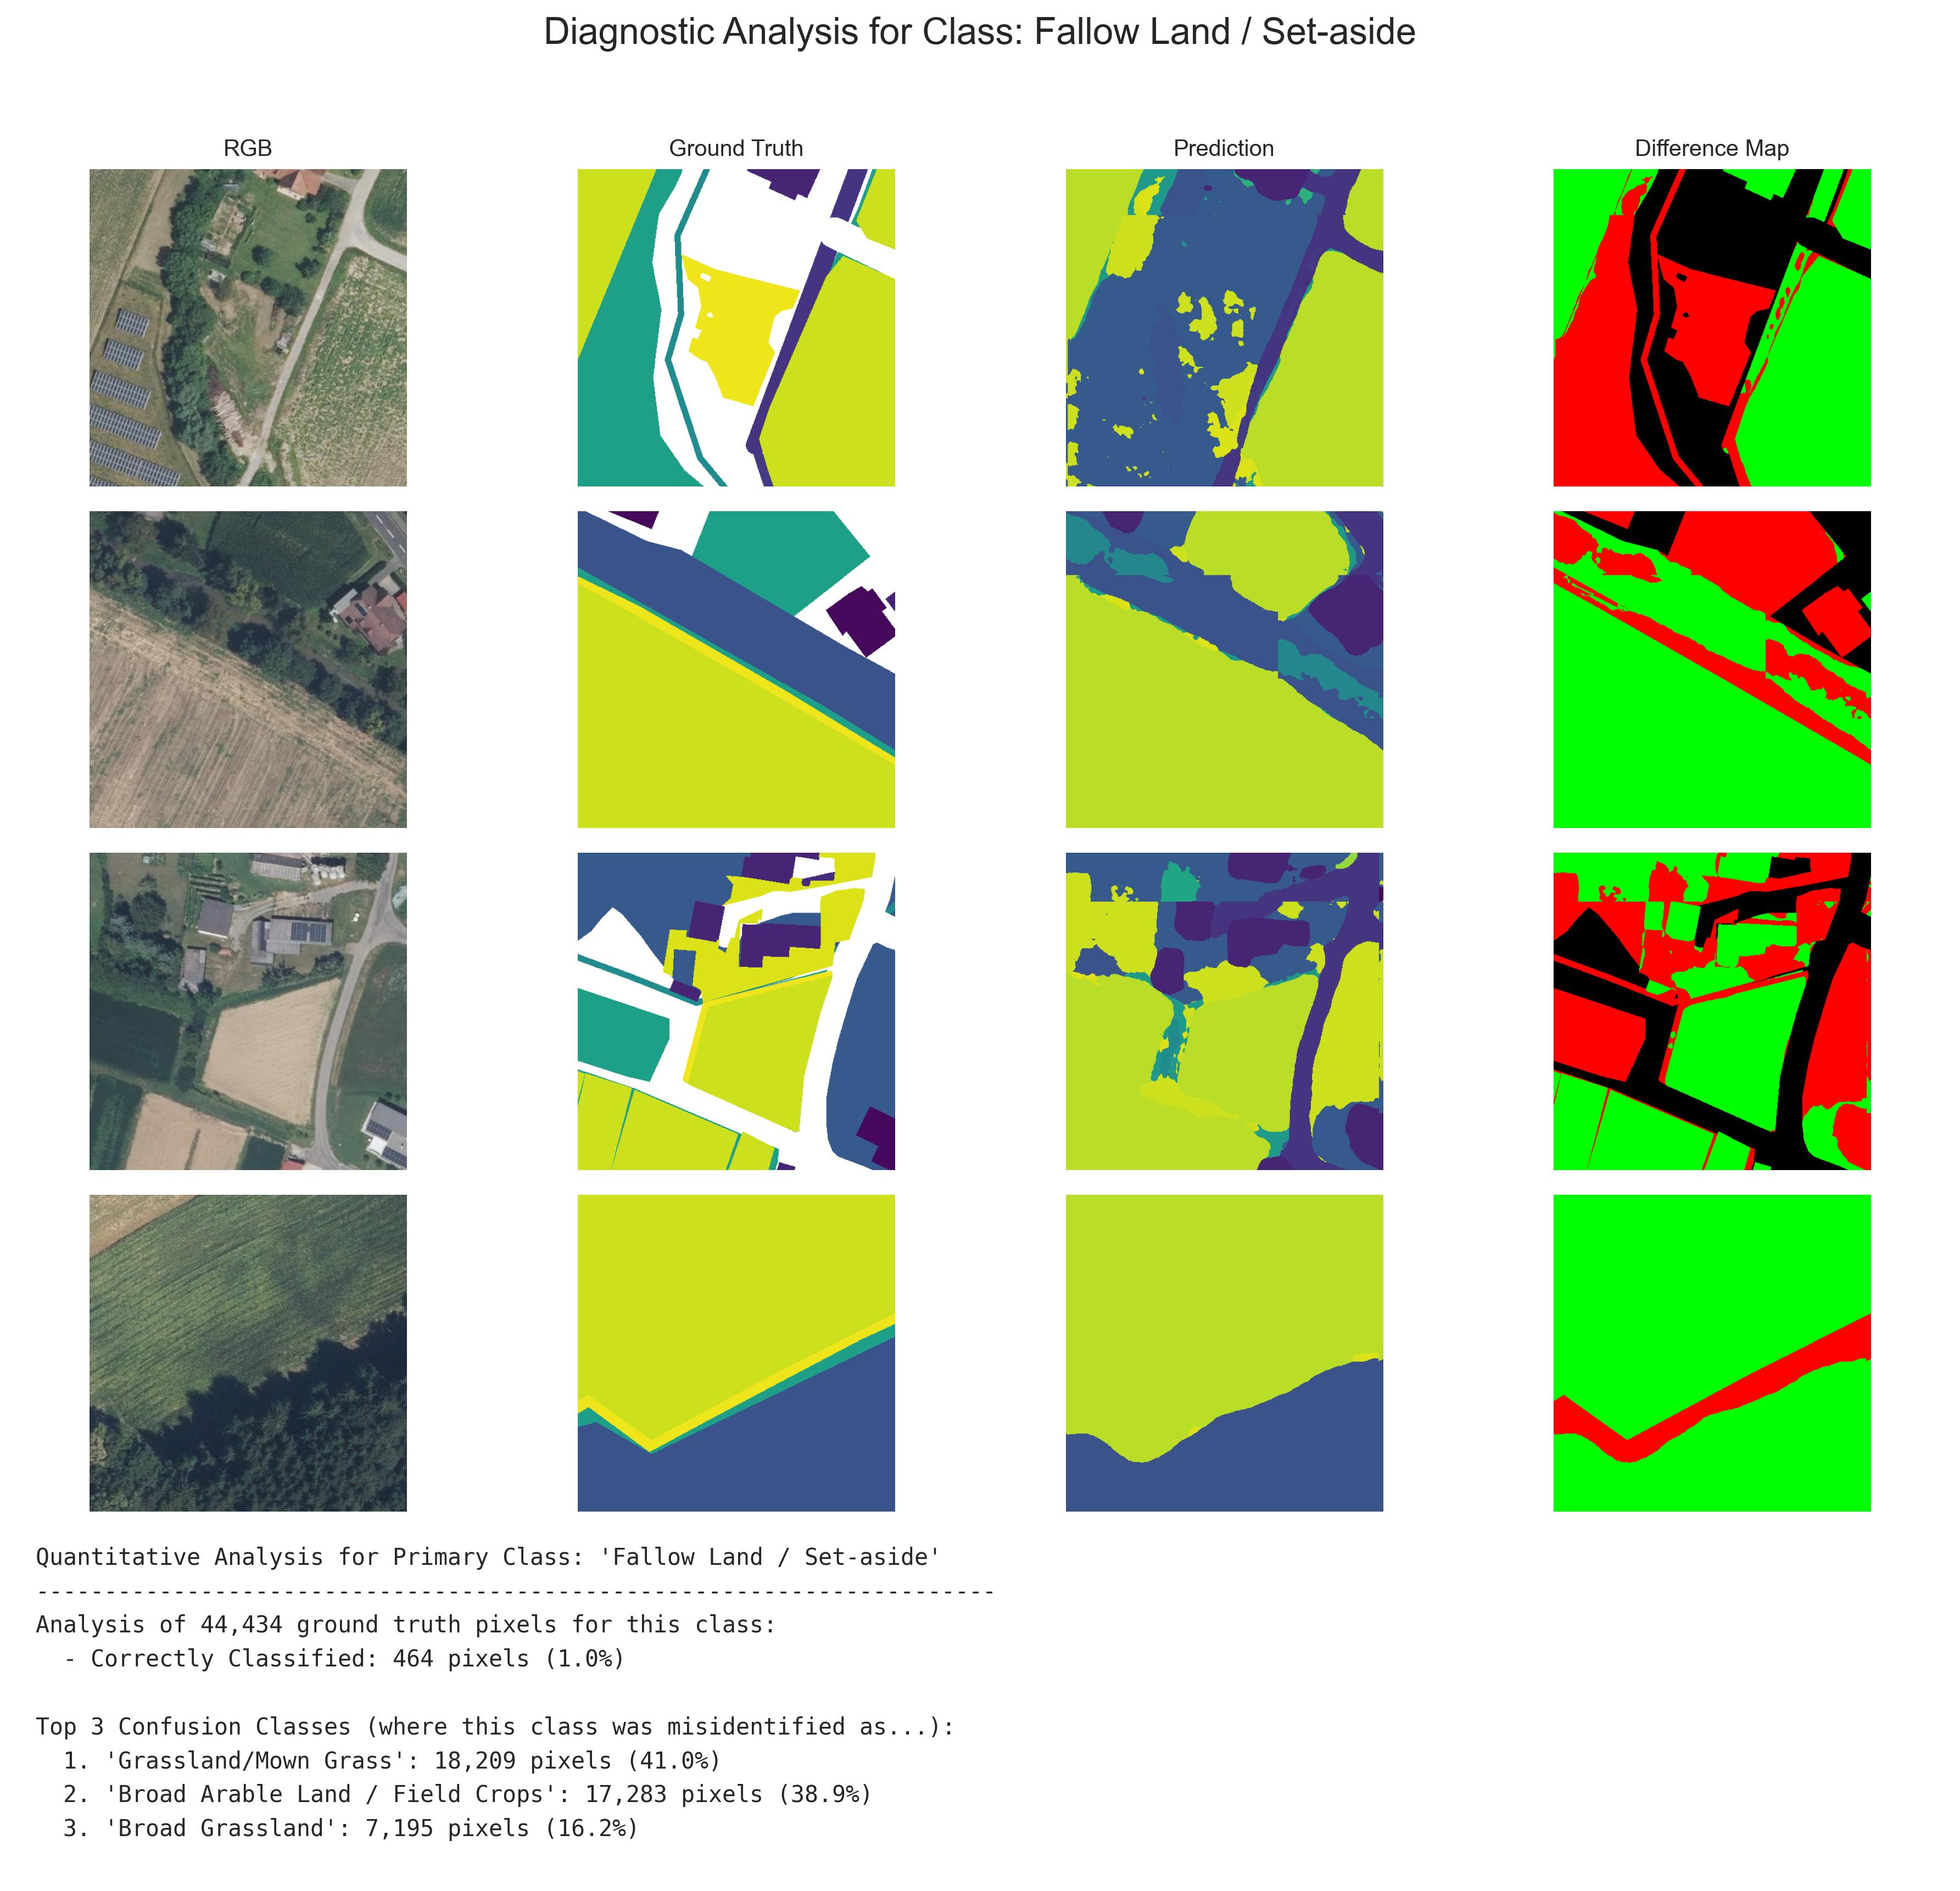 Diagnostic Analysis for Class: Fallow Land / Set-aside
RGB Ground Truth Prediction Difference Map
Quantitative Analysis for Primary Class: 'Fallow Land / Set-aside'
----------------------------------------------------------------------
Analysis of 44,434 ground truth pixels for this class:
- Correctly Classified: 464 pixels (1.0%)
Top 3 Confusion Classes (where this class was misidentified as...):
1. 'Grassland/Mown Grass': 18,209 pixels (41.0%)
2. 'Broad Arable Land / Field Crops': 17,283 pixels (38.9%)
3. 'Broad Grassland': 7,195 pixels (16.2%)